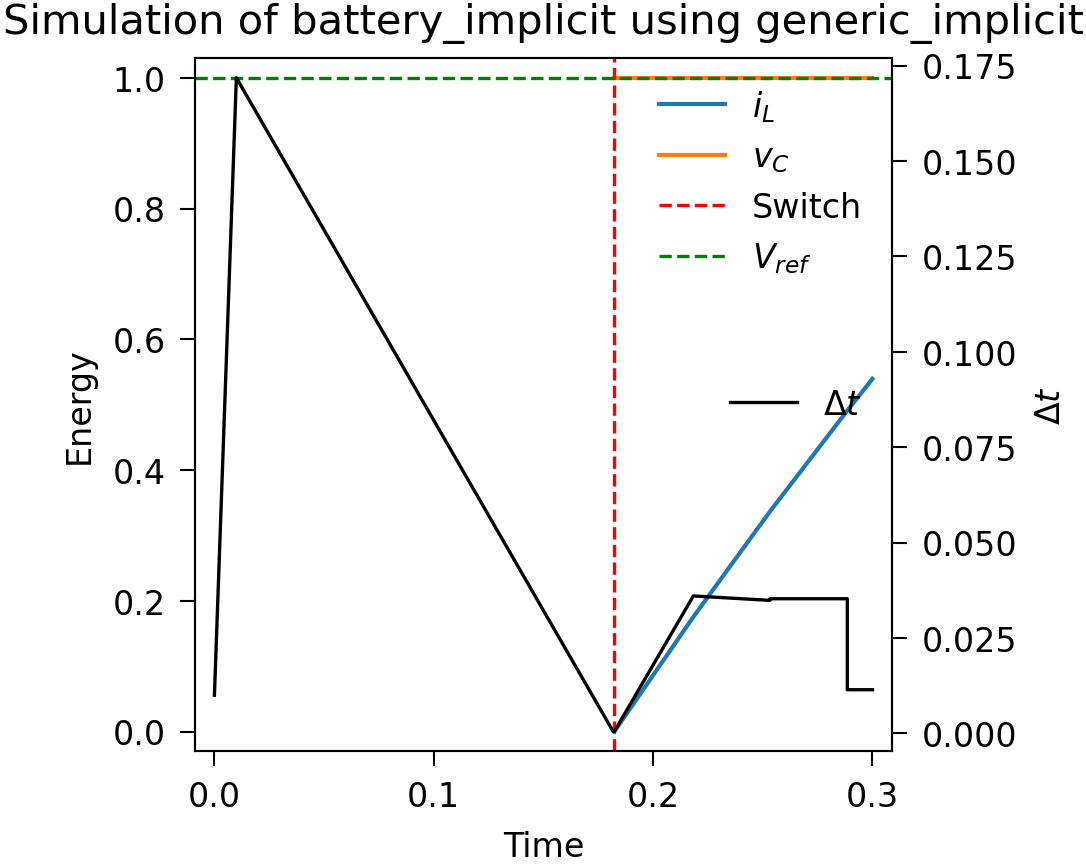 Simulation of battery_implicit using generic_implicit
1.0
0.8
0.6
0.4
0.2
0.0
Energy
0.0
0.1
0.2
0.3
Time
i_L
v_C
Switch
V_ref
Δt
0.175
0.150
0.125
0.100
0.075
0.050
0.025
0.000
Δt